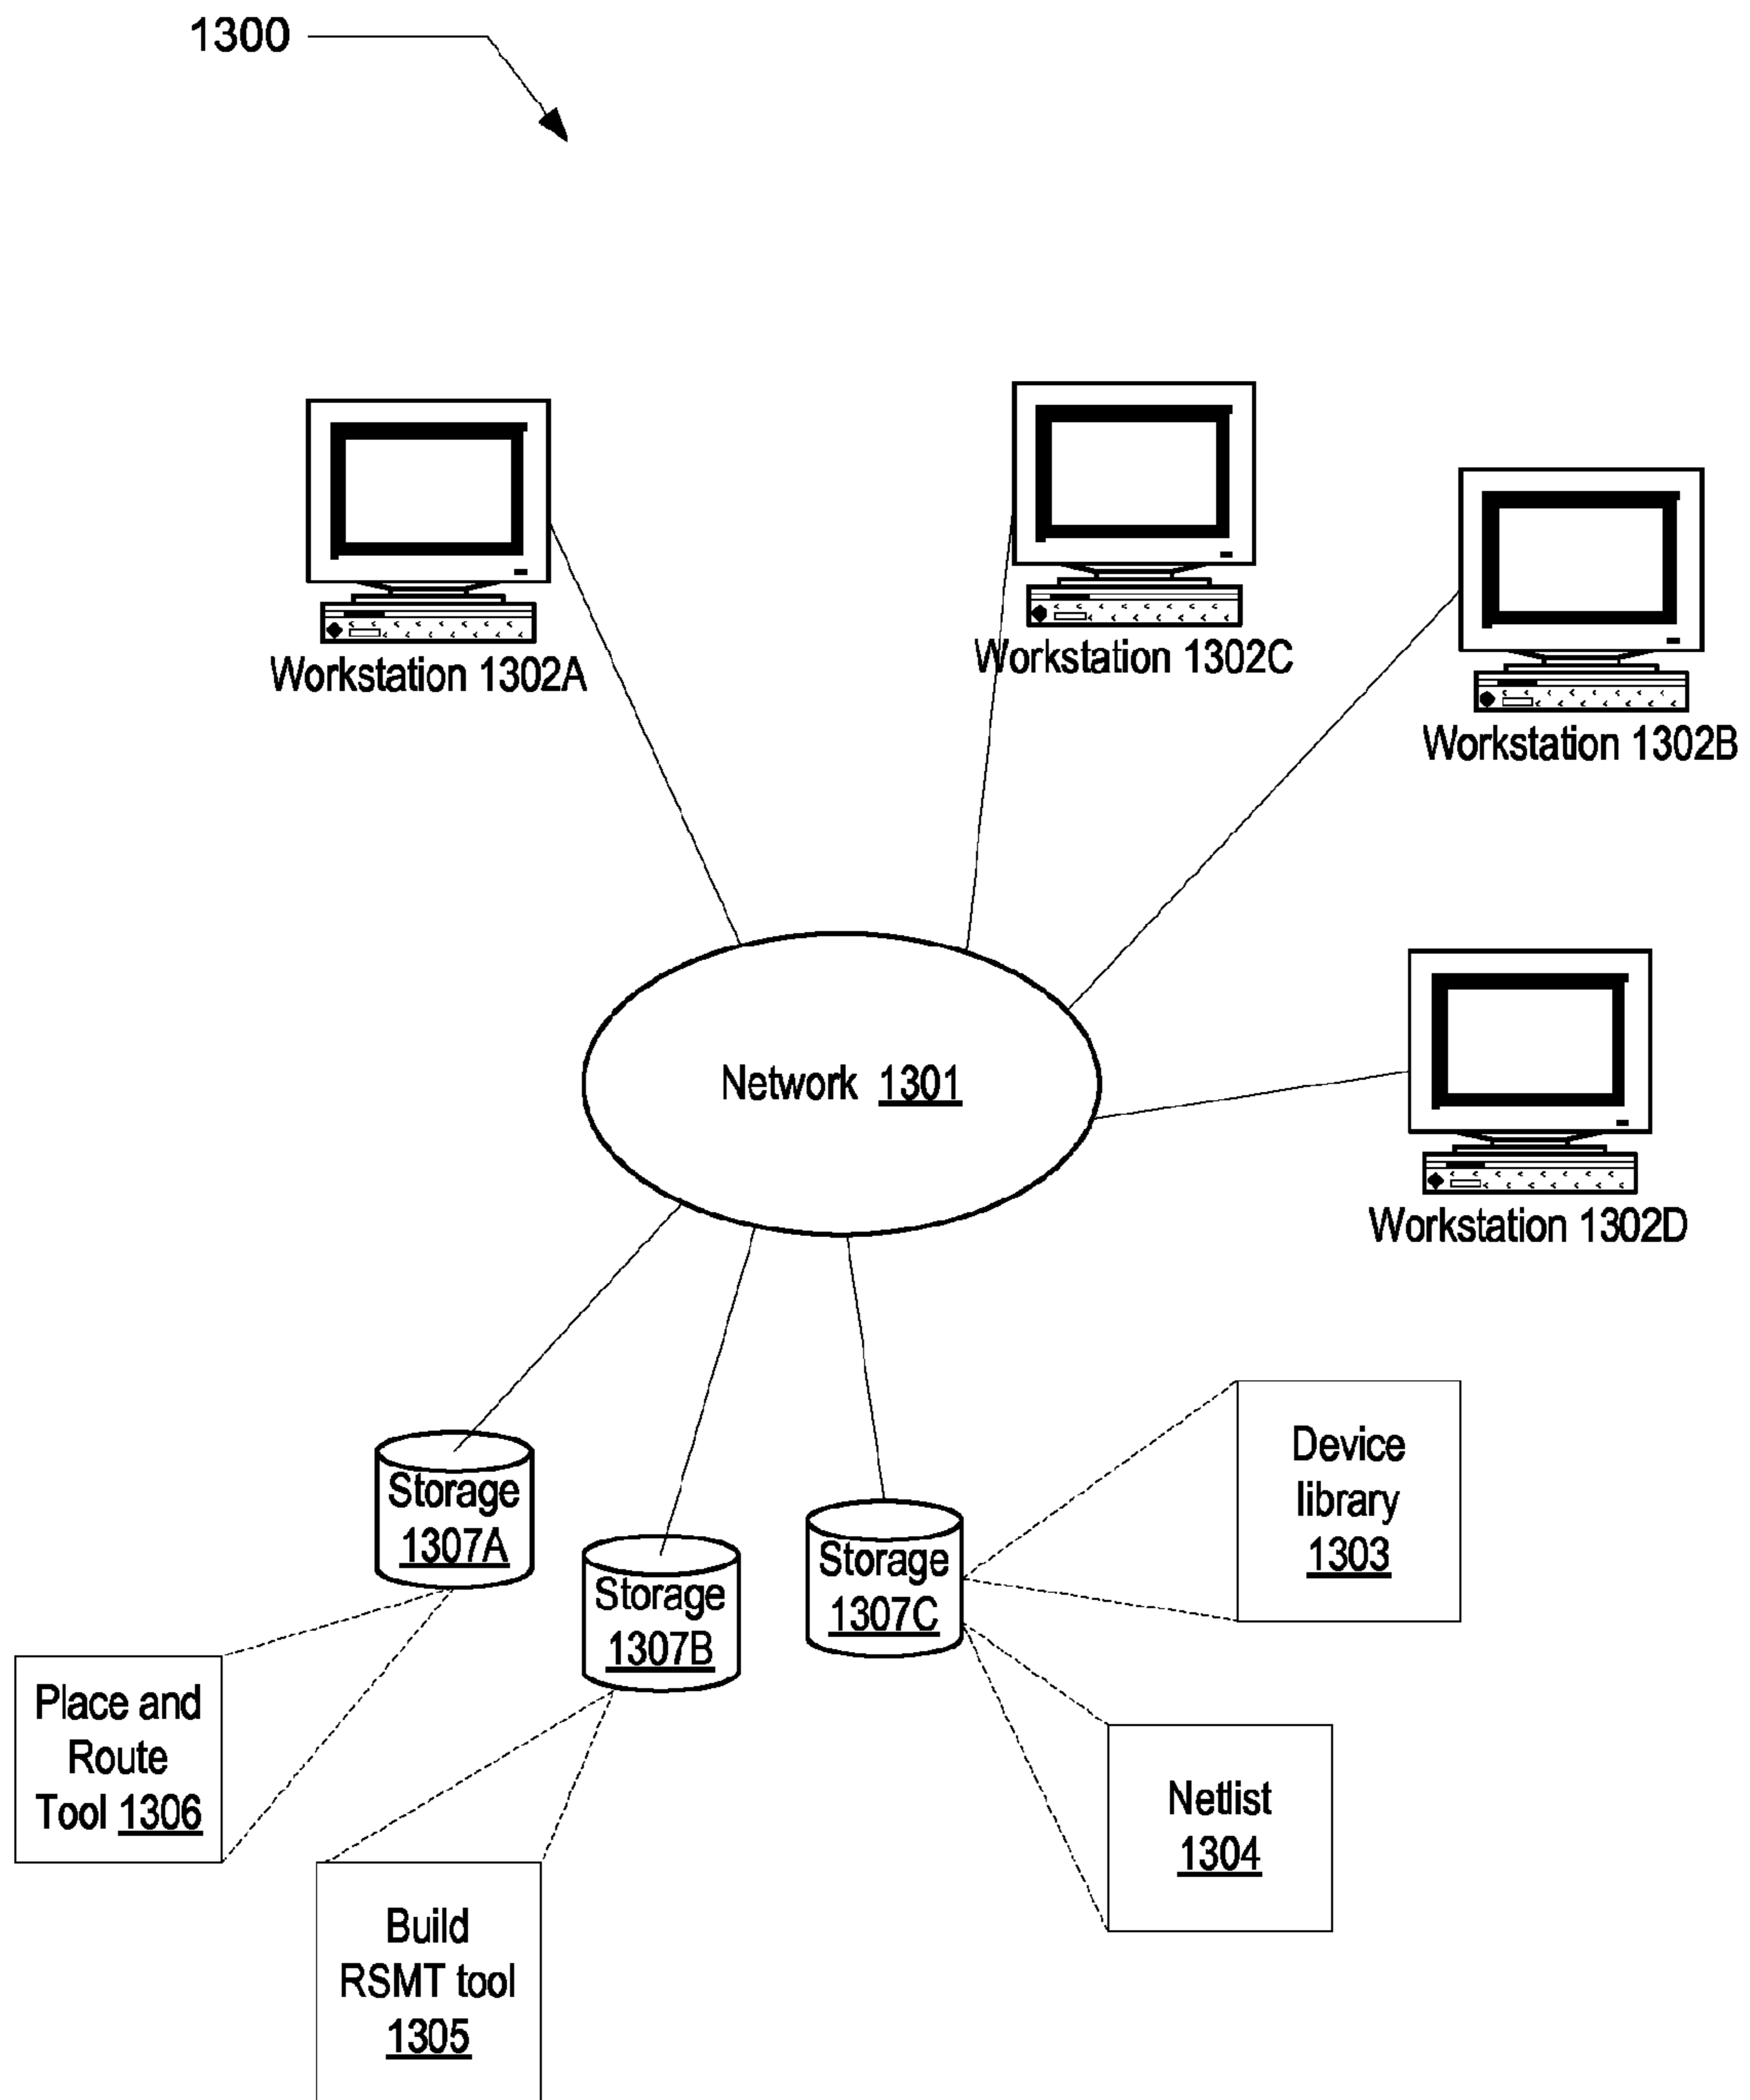 1300
Workstation 1302A
Workstation 1302C
Workstation 1302B
Network 1301
Workstation 1302D
Storage
1307A
Storage
1307B
Storage
1307C
Device
library
1303
Place and
Route
Tool 1306
Netlist
1304
Build
RSMT tool
1305